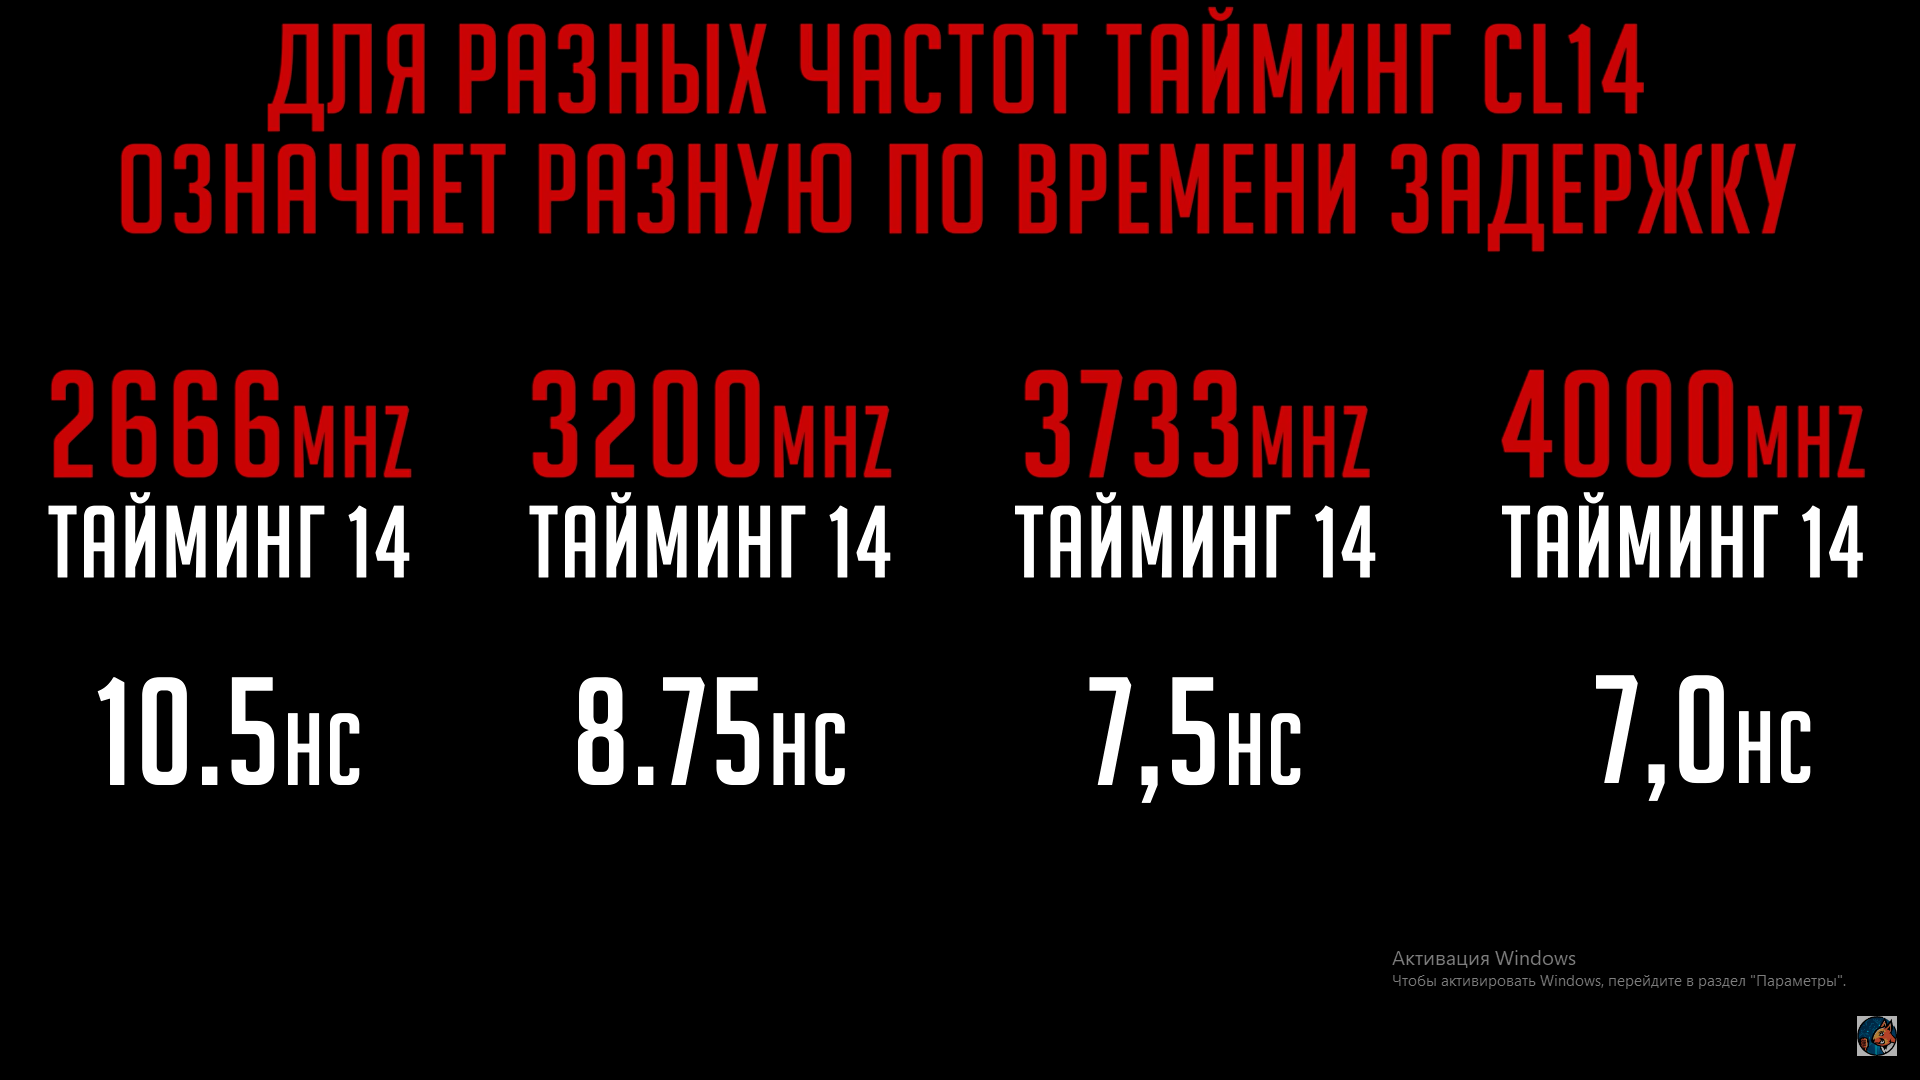 ДЛЯ РАЗНЫХ ЧАСТОТ ТАЙМИНГ CL14
ОЗНАЧАЕТ РАЗНУЮ ПО ВРЕМЕНИ ЗАДЕРЖКУ
2666MHZ 3200MHZ 3733MHZ 4000MHZ
ТАЙМИНГ 14 ТАЙМИНГ 14 ТАЙМИНГ 14 ТАЙМИНГ 14
10.5НС 8.75НС 7,5НС 7,0НС
Активация Windows
Чтобы активировать Windows, перейдите в раздел "Параметры".